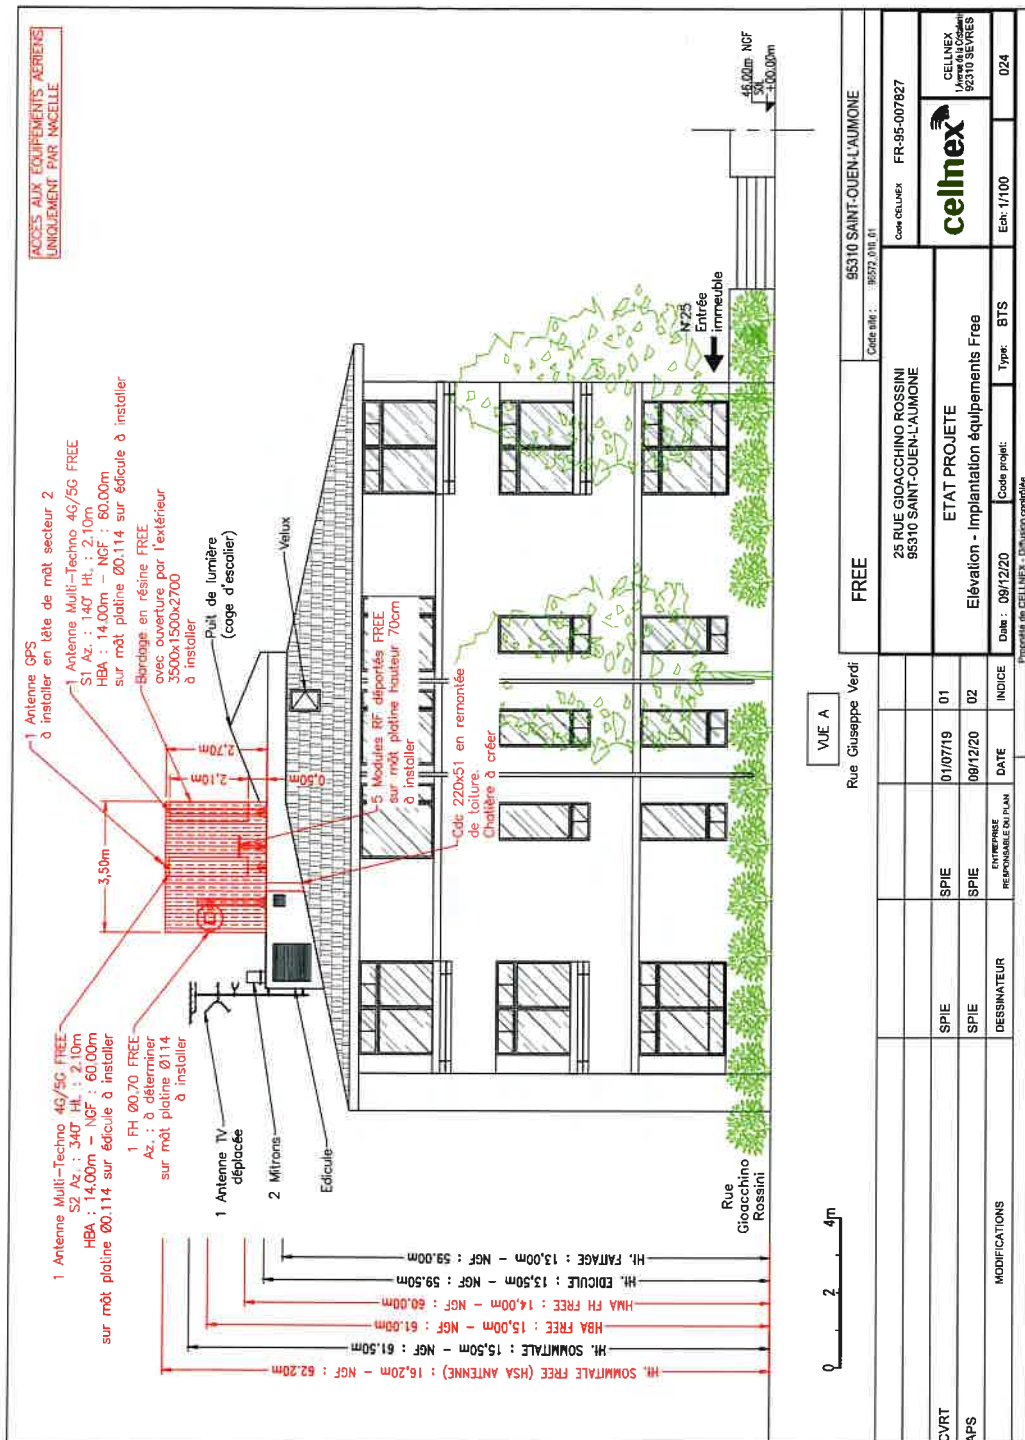 ACCÈS AUX EQUIPEMENTS AERIENS
UNIQUEMENT PAR NACELLE
1 Antenne GPS
à installer en tête de mât secteur 2
1 Antenne Multi-Techno 4G/5G FREE
S1 Az. : 140° Ht. : 2.10m
HBA : 14.00m - NGF : 60.00m
sur mât platine Ø0.114 sur édicule à installer
Bardage en résine FREE
avec ouverture par l'extérieur
3500x1500x2700
à installer
Puit de lumière
(cage d'escalier)
Velux
1 Antenne Multi-Techno 4G/5G FREE
S2 Az. : 340° Ht. : 2.10m
HBA : 14.00m - NGF : 60.00m
sur mât platine Ø0.114 sur édicule à installer
1 FH Ø0,70 FREE
Az. : à déterminer
sur mât platine Ø114
à installer
1 Antenne TV
déplacée
2 Mitrons
Edicule
3,50m
2,70m
2,10m
0,50m
5 Modules RF déportés FREE
sur mât platine hauteur 70cm
à installer
Cdc 220x51 en remontée
de toiture.
Chatière à créer
N°25
Entrée
immeuble
46.00m NGF
SOL
+00.00m
Ht. SOMMITALE FREE (HSA ANTENNE) : 16,20m - NGF : 62.20m
Ht. SOMMITALE : 15,50m - NGF : 61.50m
HBA FREE : 15,00m - NGF : 61.00m
HMA FH FREE : 14,00m - NGF : 60.00m
Ht. EDICULE : 13,50m - NGF : 59.50m
Ht. FAITAGE : 13,00m - NGF : 59.00m
Rue
Gioacchino
Rossini
0 2 4m
VUE A
Rue Giuseppe Verdi
FREE
95310 SAINT-OUEN-L'AUMONE
Code site : 95572_010_01
25 RUE GIOACCHINO ROSSINI
95310 SAINT-OUEN-L'AUMONE
Code CELLNEX FR-95-007827
ETAT PROJETE
Elévation - Implantation équipements Free
cellnex
CELLNEX
92310 SEVRES
Date : 09/12/20
Code projet:
Type: BTS
Ech: 1/100
024
CVRT SPIE SPIE 01/07/19 01
APS SPIE SPIE 09/12/20 02
MODIFICATIONS
DESSINATEUR
ENTREPRISE
RESPONSABLE DU PLAN
DATE
INDICE
Propriété de CELLNEX - Diffusion contrôlée